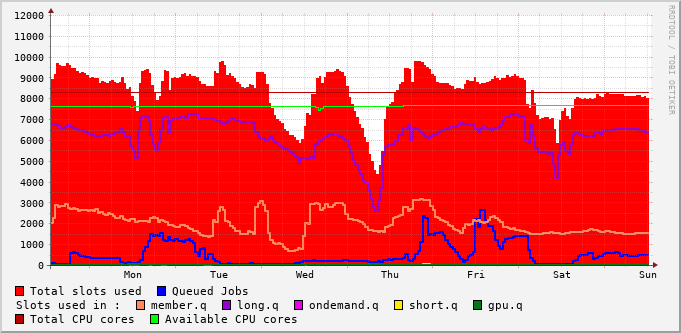 12000
11000
10000
9000
8000
7000
6000
5000
4000
3000
2000
1000
0
Mon Tue Wed Thu Fri Sat Sun
RRDTOOL / TOBI OETIKER
Total slots used Queued Jobs
Slots used in : member.q long.q ondemand.q short.q gpu.q
Total CPU cores Available CPU cores